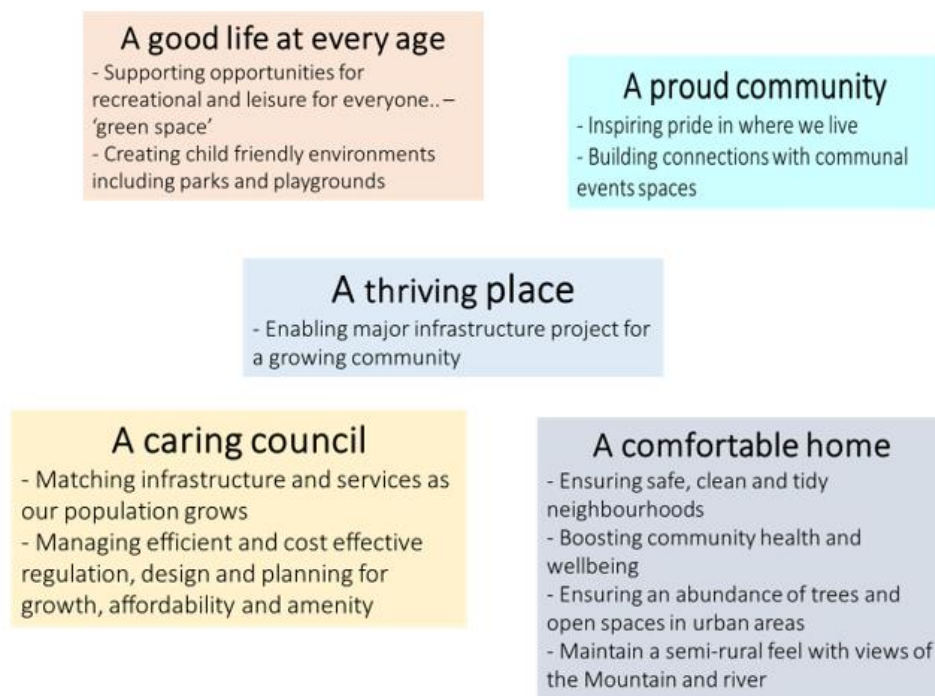 A good life at every age
- Supporting opportunities for
recreational and leisure for everyone.. –
‘green space’
- Creating child friendly environments
including parks and playgrounds
A proud community
- Inspiring pride in where we live
- Building connections with communal
events spaces
A thriving place
- Enabling major infrastructure project for
a growing community
A caring council
- Matching infrastructure and services as
our population grows
- Managing efficient and cost effective
regulation, design and planning for
growth, affordability and amenity
A comfortable home
- Ensuring safe, clean and tidy
neighbourhoods
- Boosting community health and
wellbeing
- Ensuring an abundance of trees and
open spaces in urban areas
- Maintain a semi-rural feel with views of
the Mountain and river